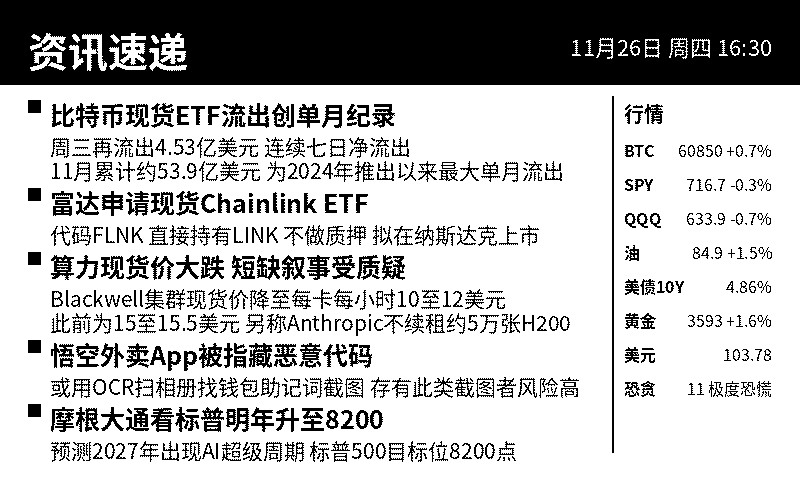 资讯速递
11月26日 周四 16:30
比特币现货ETF流出创单月纪录
周三再流出4.53亿美元 连续七日净流出
11月累计约53.9亿美元 为2024年推出以来最大单月流出
富达申请现货Chainlink ETF
代码FLNK 直接持有LINK 不做质押 拟在纳斯达克上市
算力现货价大跌 短缺叙事受质疑
Blackwell集群现货价降至每卡每小时10至12美元
此前为15至15.5美元 另称Anthropic不续租约5万张H200
悟空外卖App被指藏恶意代码
或用OCR扫相册找钱包助记词截图 存有此类截图者风险高
摩根大通看标普明年升至8200
预测2027年出现AI超级周期 标普500目标位8200点
行情
BTC 60850 +0.7%
SPY 716.7 -0.3%
QQQ 633.9 -0.7%
油 84.9 +1.5%
美债10Y 4.86%
黄金 3593 +1.6%
美元 103.78
恐贪 11 极度恐慌